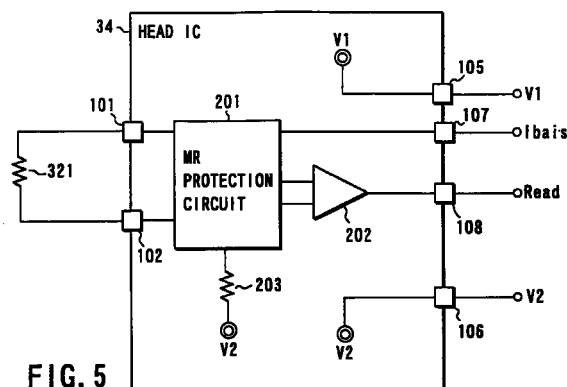 34
HEAD IC
V1
105
V1
101
201
107
Ibais
321
MR
PROTECTION
CIRCUIT
Read
202
108
102
203
V2
V2
V2
106
FIG. 5